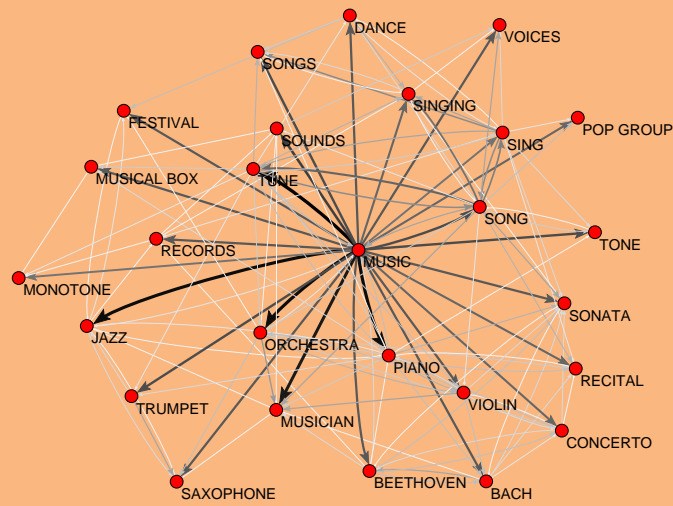 DANCE
VOICES
SONGS
SINGING
FESTIVAL
POP GROUP
SOUNDS
SING
MUSICAL BOX
TUNE
SONG
TONE
RECORDS
MUSIC
MONOTONE
SONATA
JAZZ
ORCHESTRA
PIANO
RECITAL
TRUMPET
VIOLIN
MUSICIAN
CONCERTO
BEETHOVEN
SAXOPHONE
BACH